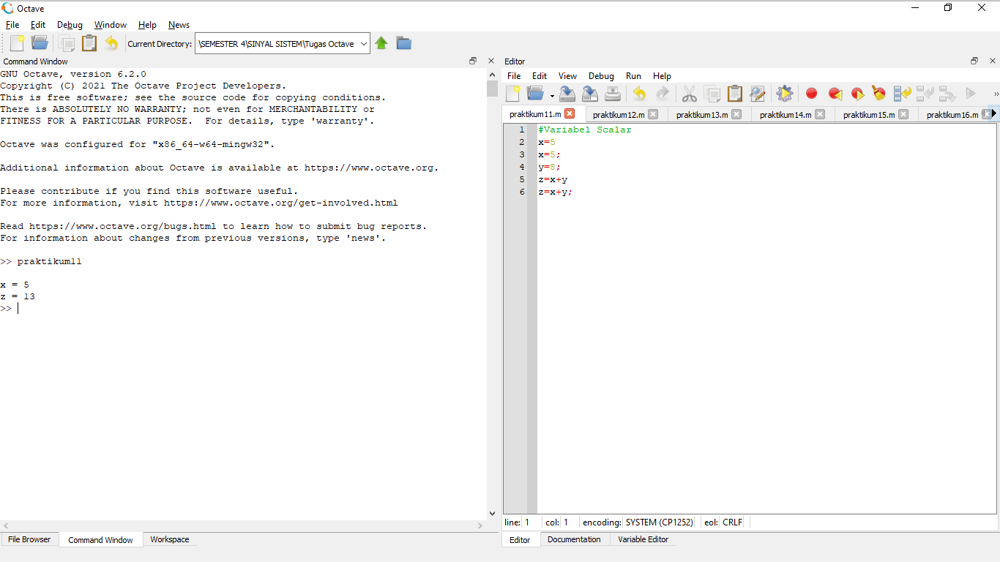 Octave
File Edit Debug Window Help News
Current Directory: :\SEMESTER 4\SINYAL SISTEM\Tugas Octave
Command Window
GNU Octave, version 6.2.0
Copyright (C) 2021 The Octave Project Developers.
This is free software; see the source code for copying conditions.
There is ABSOLUTELY NO WARRANTY; not even for MERCHANTABILITY or
FITNESS FOR A PARTICULAR PURPOSE.  For details, type 'warranty'.
Octave was configured for "x86_64-w64-mingw32".
Additional information about Octave is available at https://www.octave.org.
Please contribute if you find this software useful.
For more information, visit https://www.octave.org/get-involved.html
Read https://www.octave.org/bugs.html to learn how to submit bug reports.
For information about changes from previous versions, type 'news'.
>> praktikum11
x = 5
z = 13
>>
File Browser Command Window Workspace
Editor
File Edit View Debug Run Help
praktikum11.m praktikum12.m praktikum13.m praktikum14.m praktikum15.m praktikum16.m
1 #Variabel Scalar
2 x=5
3 x=5;
4 y=8;
5 z=x+y
6 z=x+y;
line: 1 col: 1 encoding: SYSTEM (CP1252) eol: CRLF
Editor Documentation Variable Editor